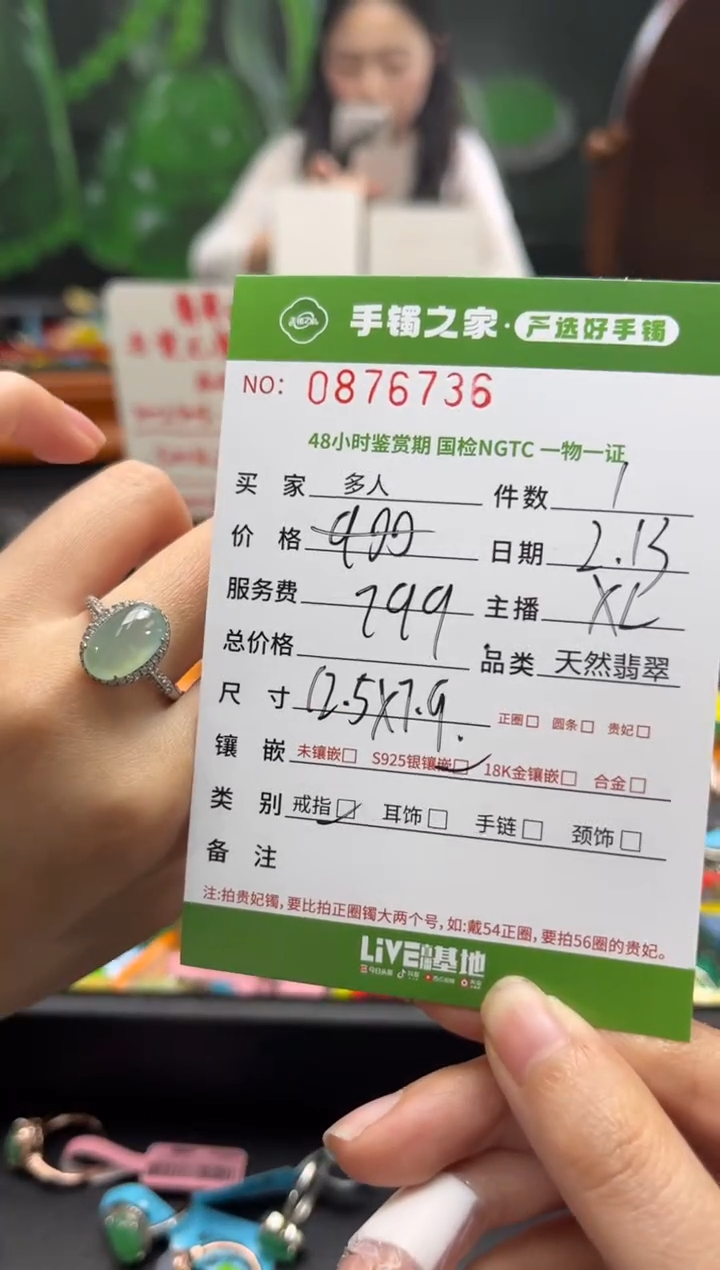 手镯之家·严选好手镯
NO: 0876736
48小时鉴赏期 国检NGTC 一物一证
买 家 多人 件数 1
价 格 900 日期 2.13
服务费 799 主播 XL
总价格 品类 天然翡翠
尺 寸 12.5X7.9. 正圈□ 圆条□ 贵妃□
镶 嵌 未镶嵌□ S925银镶嵌☑ 18K金镶嵌□ 合金□
类 别 戒指☑ 耳饰□ 手链□ 颈饰□
备 注
注:拍贵妃镯,要比拍正圈镯大两个号,如:戴54正圈,要拍56圈的贵妃。
LiVE直播基地